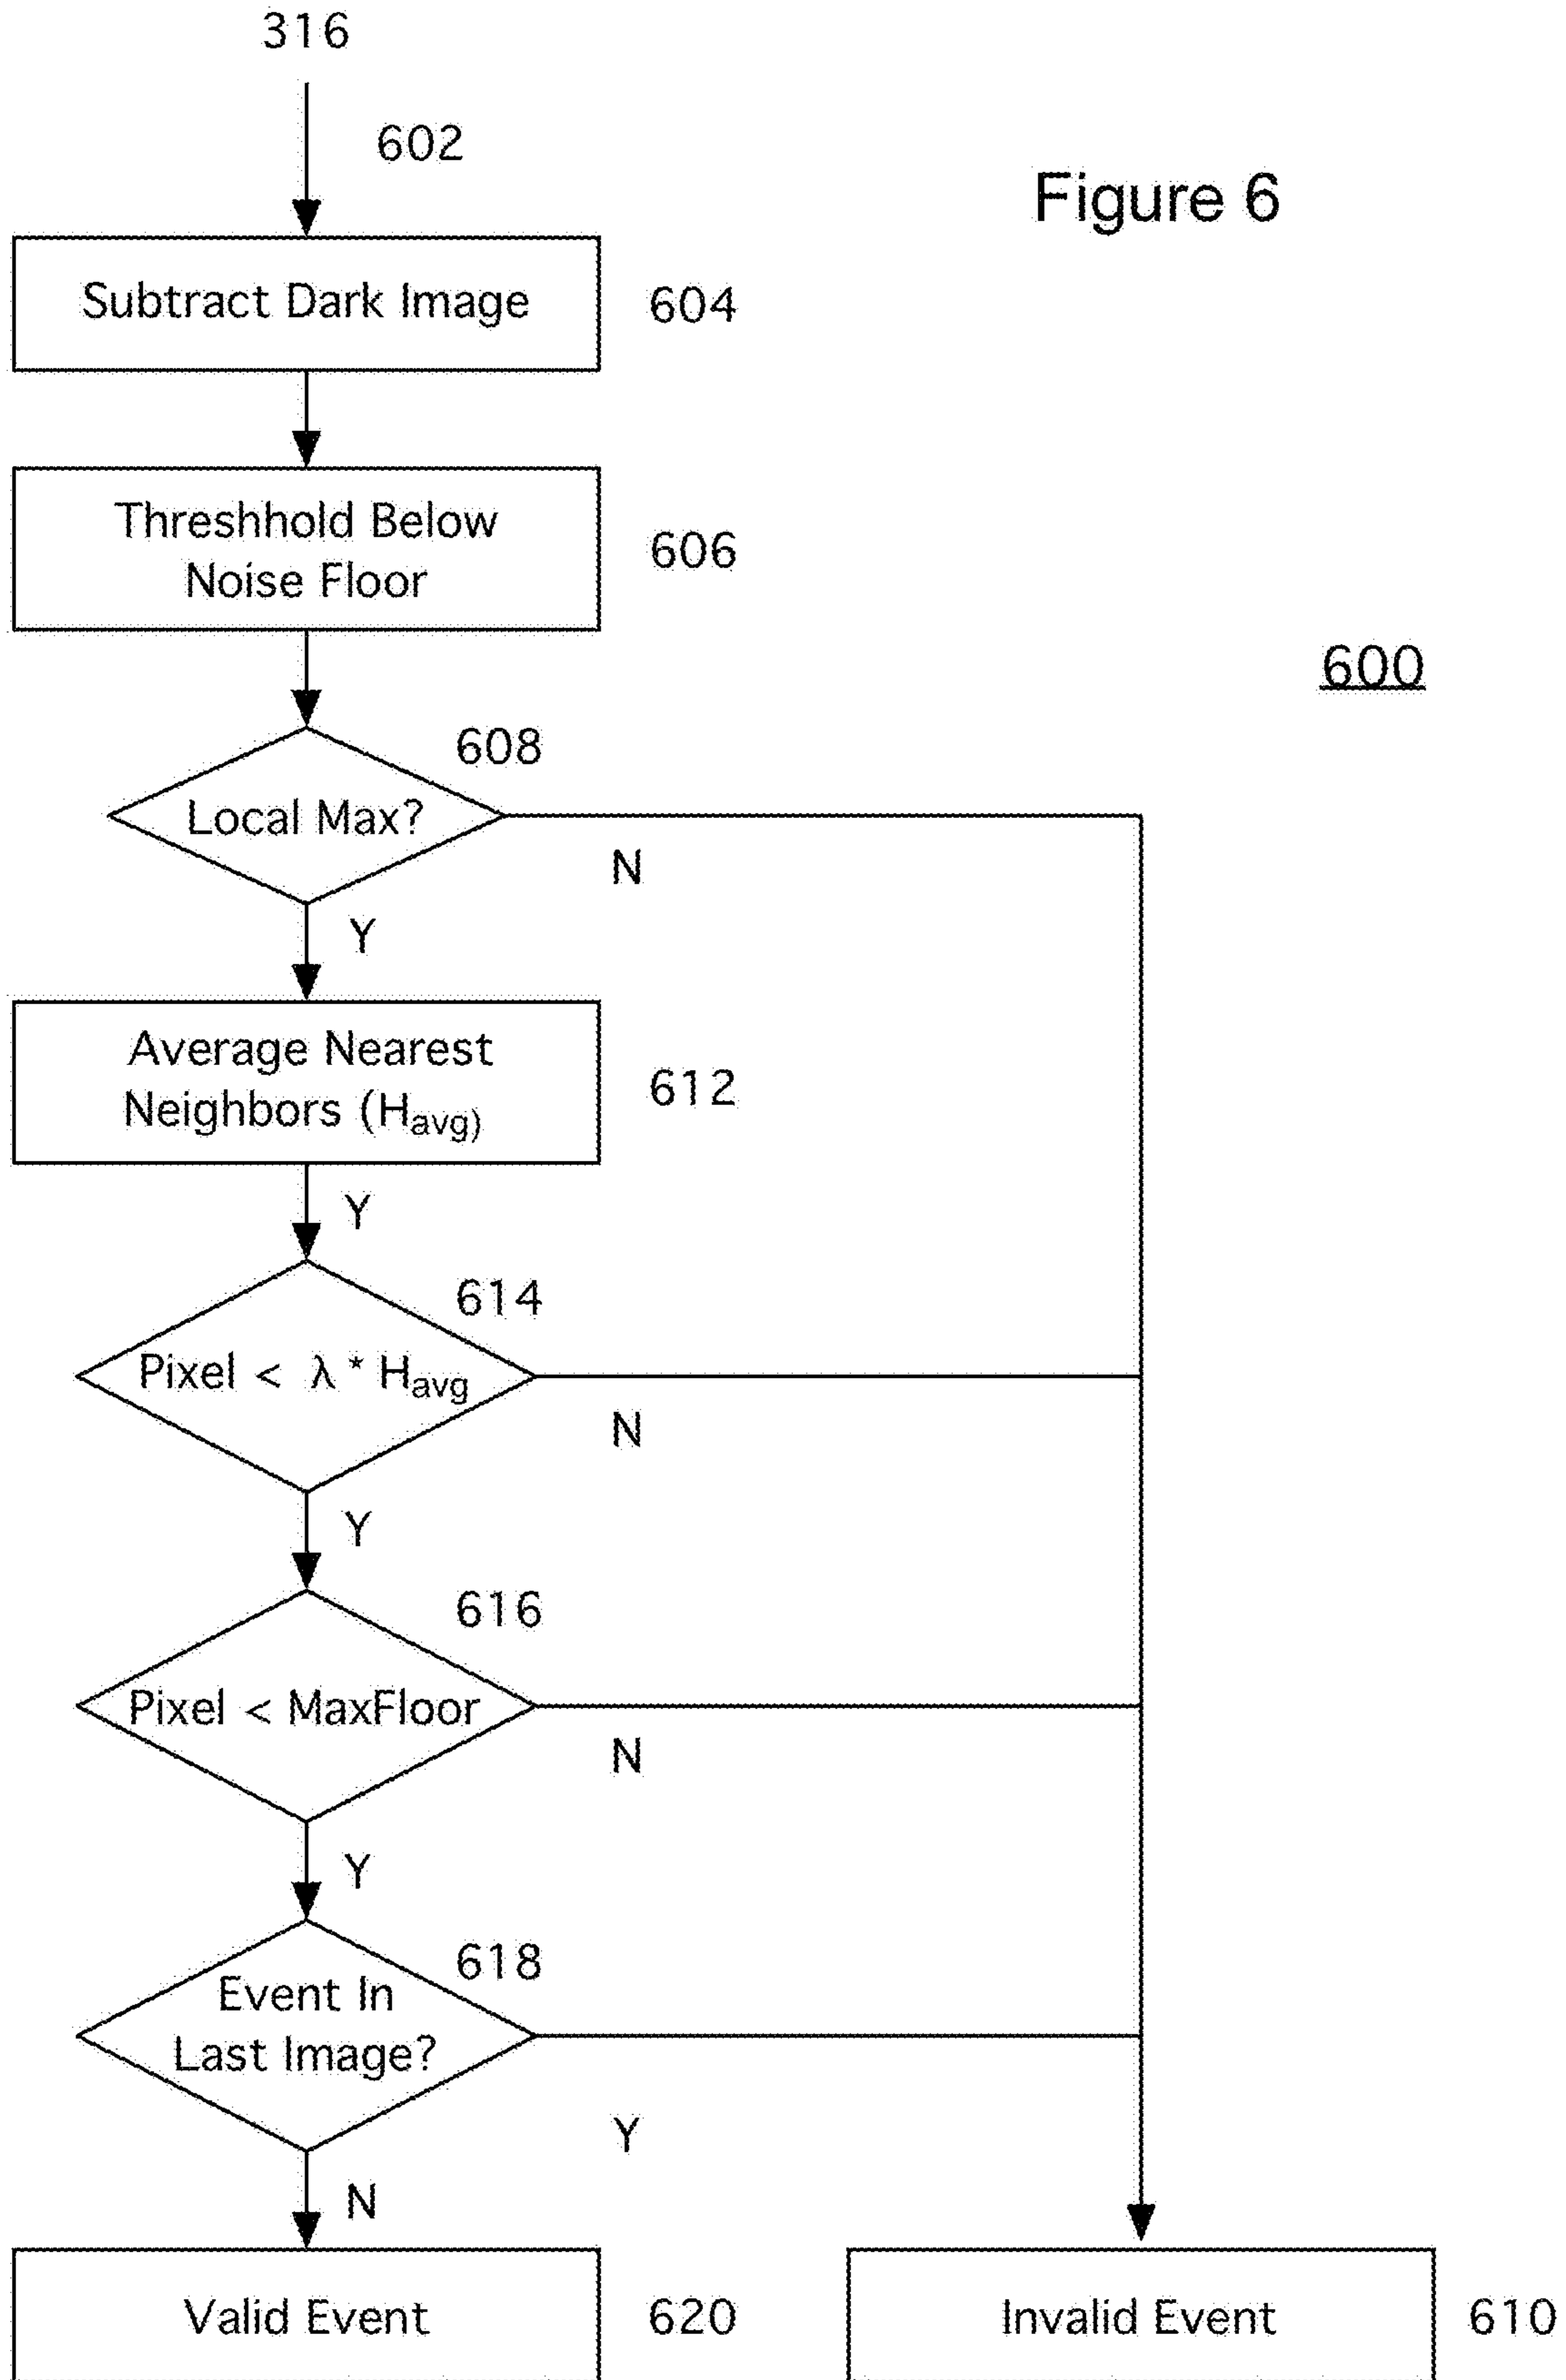 316
602
Figure 6
Subtract Dark Image
604
Threshhold Below
Noise Floor
606
600
608
Local Max?
N
Y
Average Nearest
Neighbors (Havg)
612
Y
614
Pixel < λ * Havg
N
Y
616
Pixel < MaxFloor
N
Y
618
Event In
Last Image?
Y
N
Valid Event
620
Invalid Event
610